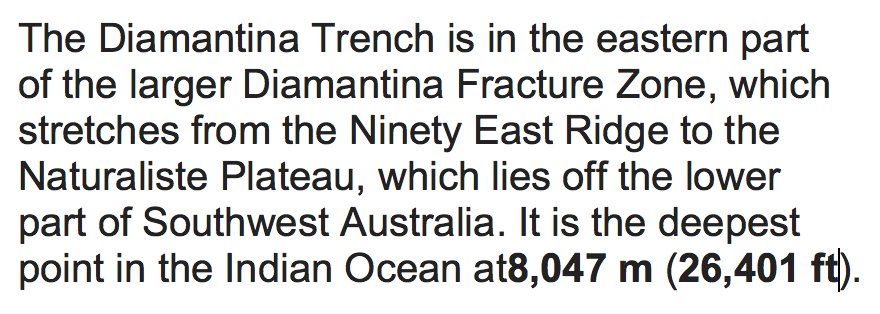 The Diamantina Trench is in the eastern part
of the larger Diamantina Fracture Zone, which
stretches from the Ninety East Ridge to the
Naturaliste Plateau, which lies off the lower
part of Southwest Australia. It is the deepest
point in the Indian Ocean at8,047 m (26,401 ft).